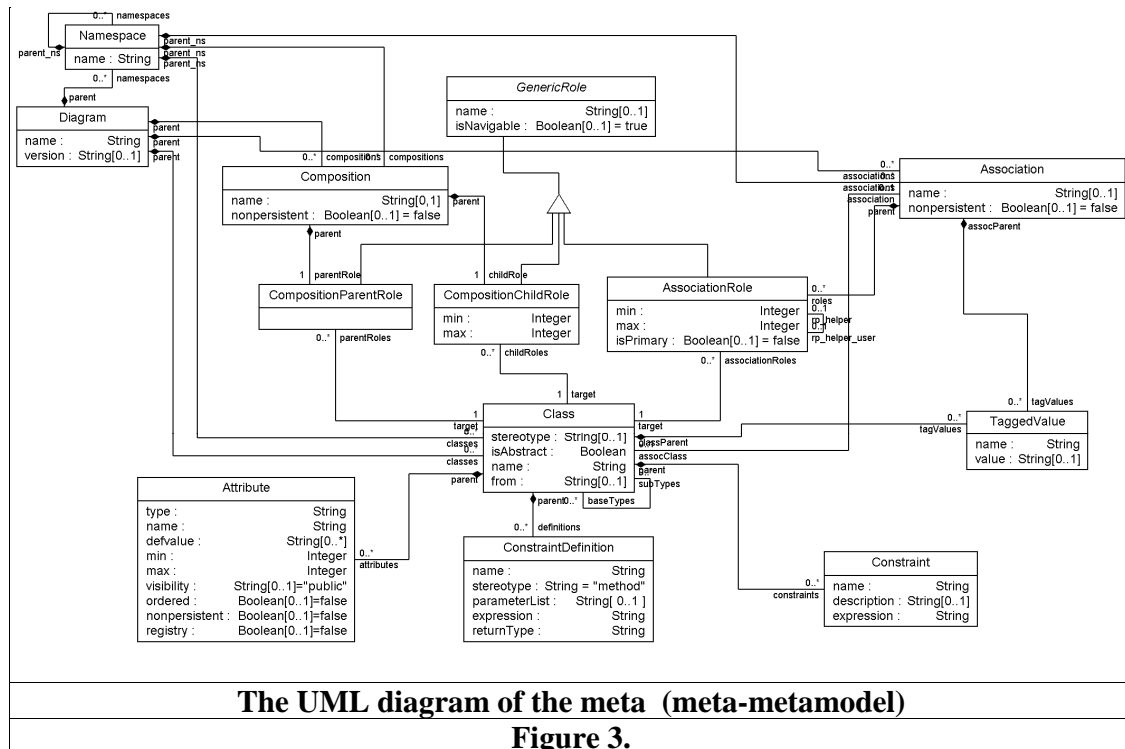 0..* namespaces
Namespace
parent_ns
name : String
parent_ns
parent_ns
parent_ns
0..* namespaces
parent
Diagram
name : String
version : String[0..1]
parent
parent
parent
GenericRole
name : String[0..1]
isNavigable : Boolean[0..1] = true
0..* compositions
0..* compositions
Composition
name : String[0,1]
nonpersistent : Boolean[0..1] = false
parent
parent
0..*
associations
associations
association
parent
Association
name : String[0..1]
nonpersistent : Boolean[0..1] = false
assocParent
1 parentRole
1 childRole
CompositionParentRole
CompositionChildRole
min : Integer
max : Integer
AssociationRole
min : Integer
max : Integer
isPrimary : Boolean[0..1] = false
0..*
roles
0..1
rp_helper
0..1
rp_helper_user
0..* parentRoles
0..* childRoles
0..* associationRoles
1 target
1
target
0..*
classes
0..*
classes
parent
Class
stereotype : String[0..1]
isAbstract : Boolean
name : String
from : String[0..1]
1
target
classParent
assocClass
parent
subTypes
0..* baseTypes
parent
0..*
tagValues
0..* tagValues
TaggedValue
name : String
value : String[0..1]
Attribute
type : String
name : String
defvalue : String[0..*]
min : Integer
max : Integer
visibility : String[0..1]="public"
ordered : Boolean[0..1]=false
nonpersistent : Boolean[0..1]=false
registry : Boolean[0..1]=false
0..*
attributes
0..* definitions
ConstraintDefinition
name : String
stereotype : String = "method"
parameterList : String[ 0..1 ]
expression : String
returnType : String
0..*
constraints
Constraint
name : String
description : String[0..1]
expression : String
The UML diagram of the meta (meta-metamodel)
Figure 3.